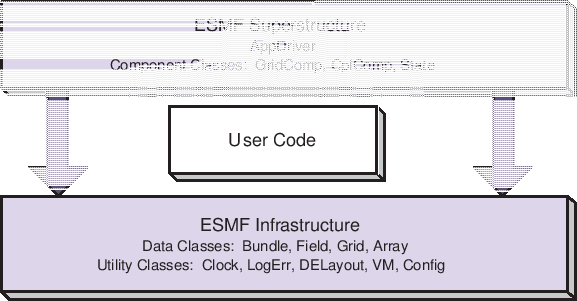 ESMF Superstructure
AppDriver
Component Classes: GridComp, CplComp, State
User Code
ESMF Infrastructure
Data Classes: Bundle, Field, Grid, Array
Utility Classes: Clock, LogErr, DELayout, VM, Config